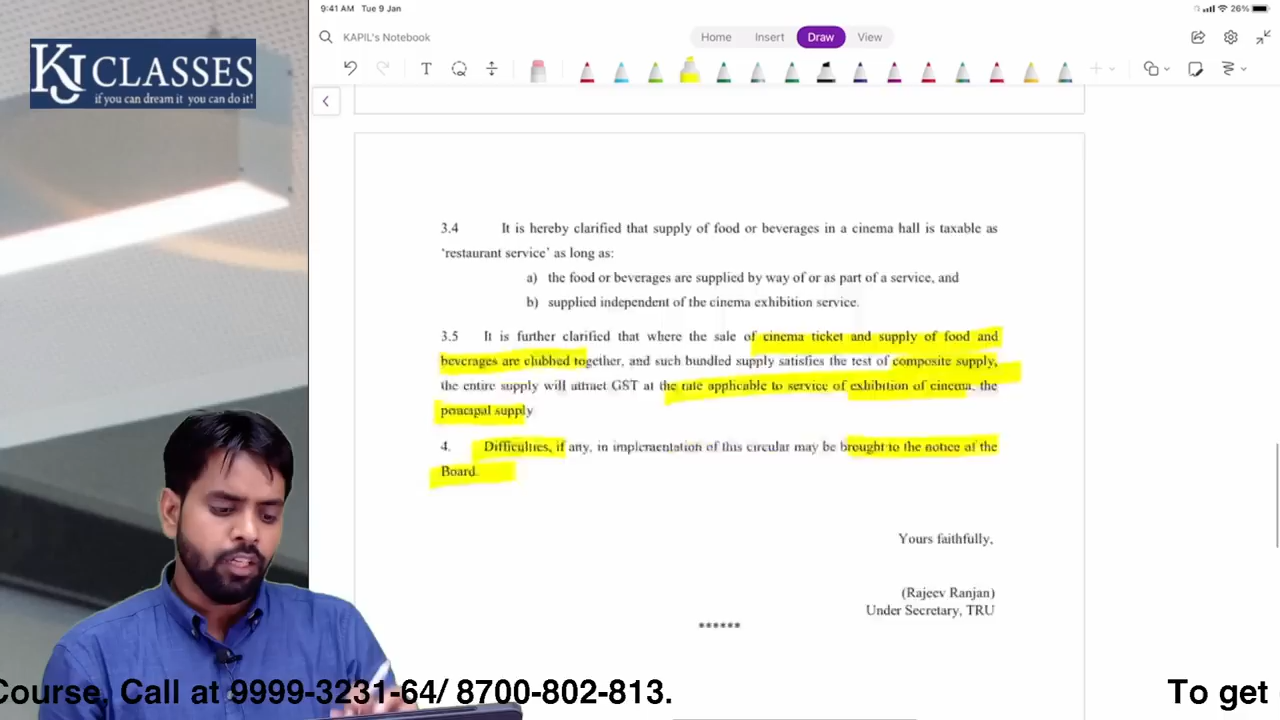 9:41 AM Tue 9 Jan
26%
KAPIL's Notebook
Home Insert Draw View
KJ CLASSES
if you can dream it you can do it!
3.4 It is hereby clarified that supply of food or beverages in a cinema hall is taxable as
'restaurant service' as long as:
a) the food or beverages are supplied by way of or as part of a service, and
b) supplied independent of the cinema exhibition service.
3.5 It is further clarified that where the sale of cinema ticket and supply of food and
beverages are clubbed together, and such bundled supply satisfies the test of composite supply,
the entire supply will attract GST at the rate applicable to service of exhibition of cinema, the
principal supply
4. Difficulties, if any, in implementation of this circular may be brought to the notice of the
Board.
Yours faithfully,
(Rajeev Ranjan)
Under Secretary, TRU
******
Course. Call at 9999-3231-64/ 8700-802-813. To get